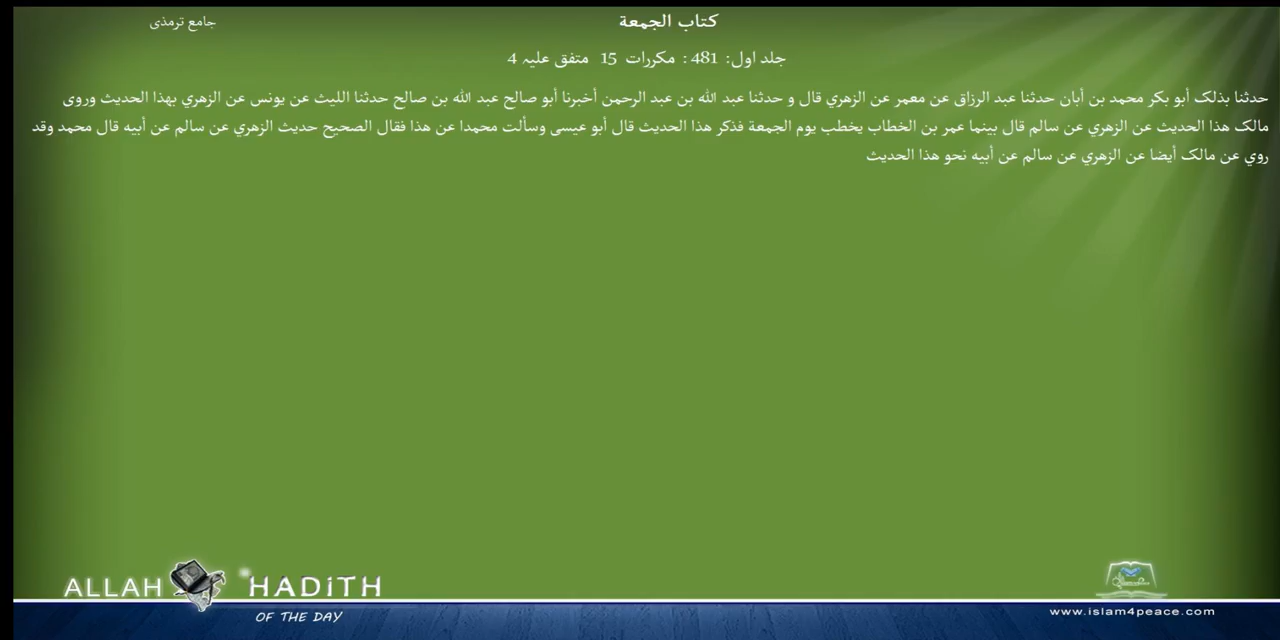 جامع ترمذی
کتاب الجمعة
جلد اول: 481 : مکررات 15 متفق علیہ 4
حدثنا بذلک أبو بکر محمد بن أبان حدثنا عبد الرزاق عن معمر عن الزهري قال و حدثنا عبد الله بن عبد الرحمن أخبرنا أبو صالح عبد الله بن صالح حدثنا الليث عن يونس عن الزهري بهذا الحديث وروی
مالک هذا الحديث عن الزهري عن سالم قال بينما عمر بن الخطاب يخطب يوم الجمعة فذکر هذا الحديث قال أبو عيسی وسألت محمدا عن هذا فقال الصحيح حديث الزهري عن سالم عن أبيه قال محمد وقد
روي عن مالک أيضا عن الزهري عن سالم عن أبيه نحو هذا الحديث
ALLAH HADITH
OF THE DAY
www.islam4peace.com